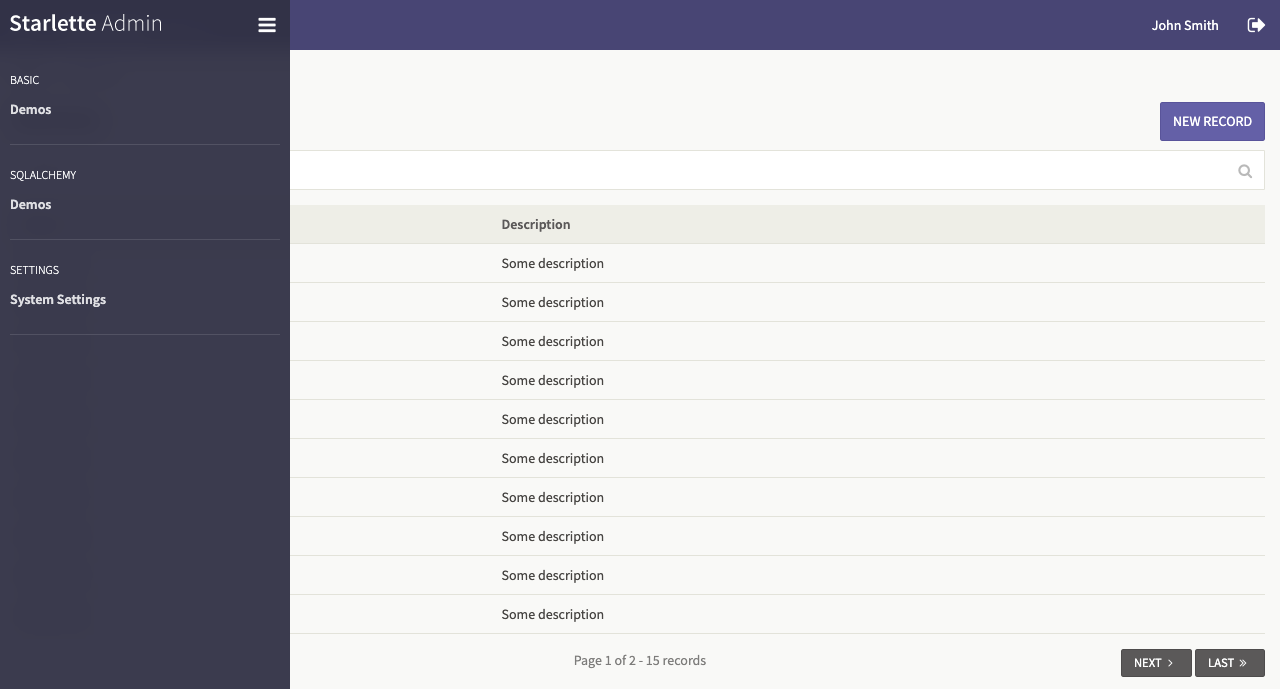 Starlette Admin
John Smith
BASIC
Demos
SQLALCHEMY
Demos
SETTINGS
System Settings
NEW RECORD
Description
Some description
Some description
Some description
Some description
Some description
Some description
Some description
Some description
Some description
Some description
Page 1 of 2 - 15 records
NEXT
LAST